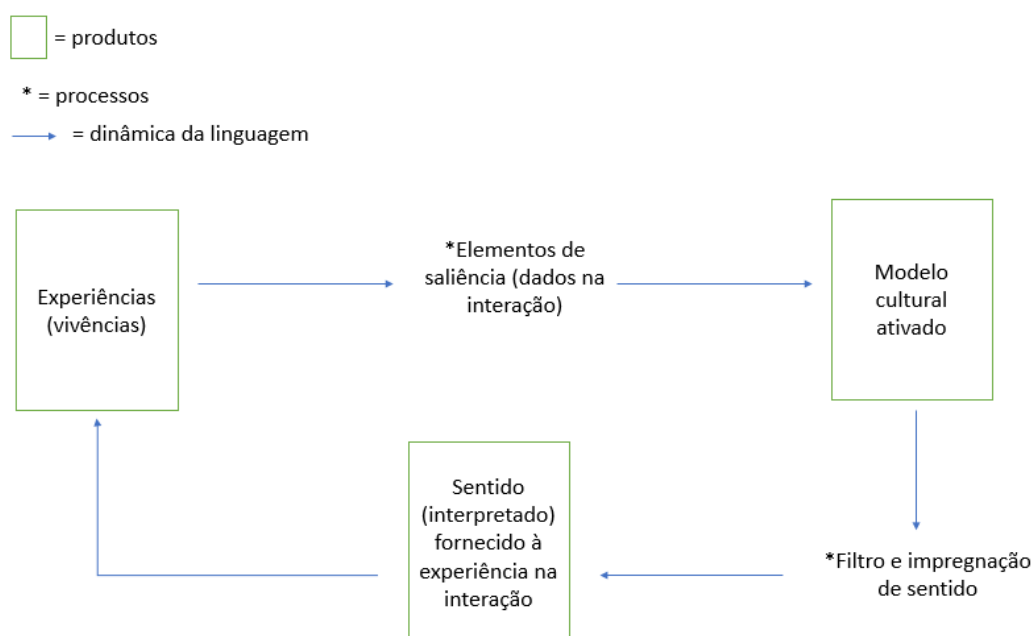 = produtos
* = processos
= dinâmica da linguagem
Experiências
(vivências)
*Elementos de
saliência (dados na
interação)
Modelo
cultural
ativado
*Filtro e impregnação
de sentido
Sentido
(interpretado)
fornecido à
experiência na
interação